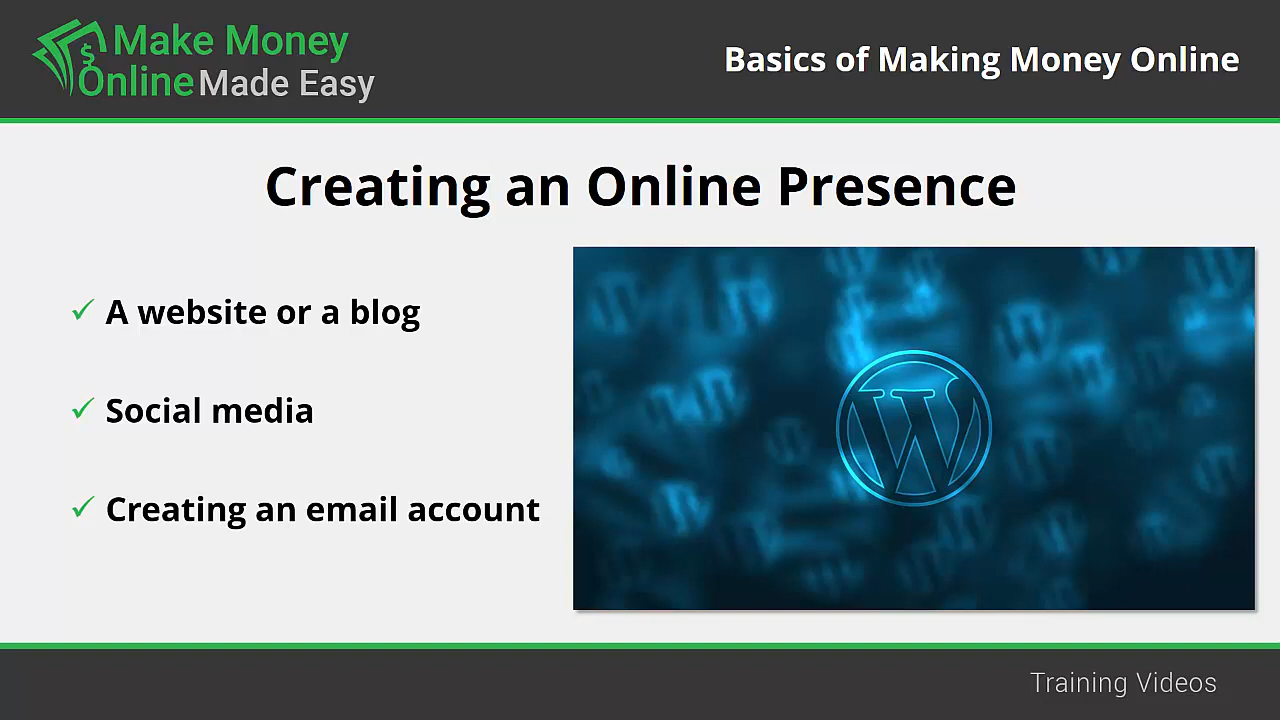 Make Money
Online Made Easy
Basics of Making Money Online
Creating an Online Presence
A website or a blog
Social media
Creating an email account
Training Videos